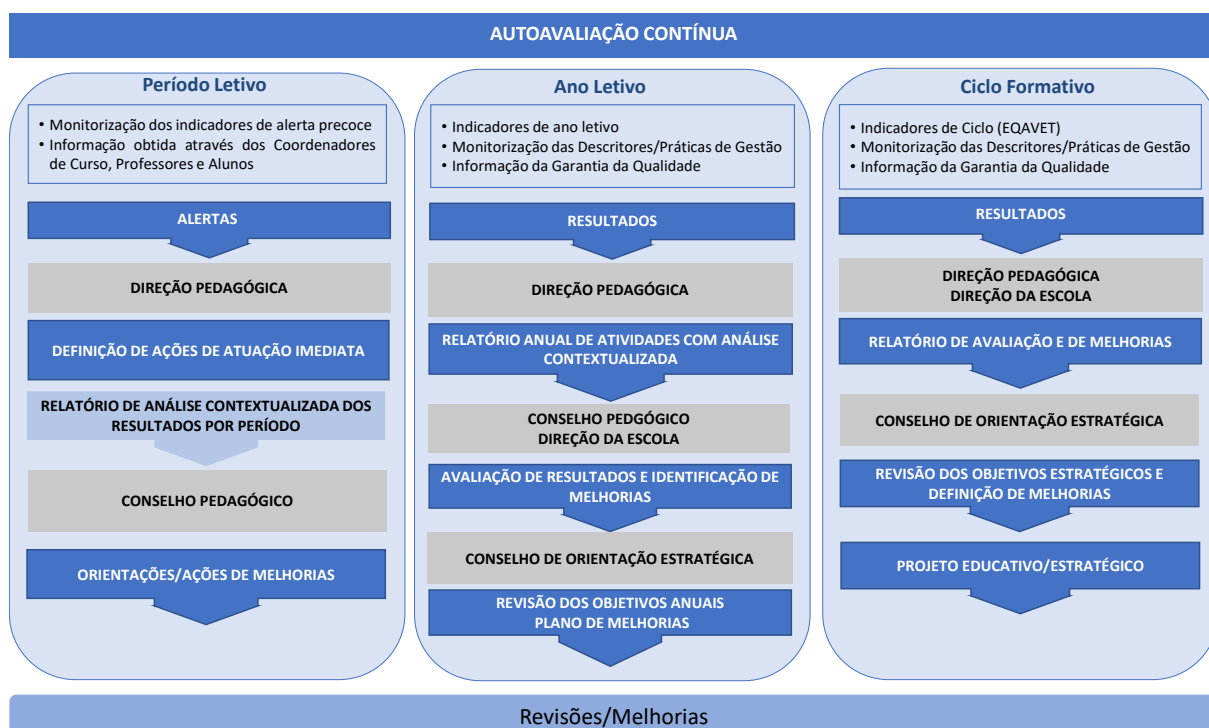 AUTOAVALIAÇÃO CONTÍNUA
Período Letivo
• Monitorização dos indicadores de alerta precoce
• Informação obtida através dos Coordenadores
de Curso, Professores e Alunos
ALERTAS
DIREÇÃO PEDAGÓGICA
DEFINIÇÃO DE AÇÕES DE ATUAÇÃO IMEDIATA
RELATÓRIO DE ANÁLISE CONTEXTUALIZADA DOS
RESULTADOS POR PERÍODO
CONSELHO PEDAGÓGICO
ORIENTAÇÕES/AÇÕES DE MELHORIAS
Ano Letivo
• Indicadores de ano letivo
• Monitorização das Descritores/Práticas de Gestão
• Informação da Garantia da Qualidade
RESULTADOS
DIREÇÃO PEDAGÓGICA
RELATÓRIO ANUAL DE ATIVIDADES COM ANÁLISE
CONTEXTUALIZADA
CONSELHO PEDGÓGICO
DIREÇÃO DA ESCOLA
AVALIAÇÃO DE RESULTADOS E IDENTIFICAÇÃO DE
MELHORIAS
CONSELHO DE ORIENTAÇÃO ESTRATÉGICA
REVISÃO DOS OBJETIVOS ANUAIS
PLANO DE MELHORIAS
Ciclo Formativo
• Indicadores de Ciclo (EQAVET)
• Monitorização das Descritores/Práticas de Gestão
• Informação da Garantia da Qualidade
RESULTADOS
DIREÇÃO PEDAGÓGICA
DIREÇÃO DA ESCOLA
RELATÓRIO DE AVALIAÇÃO E DE MELHORIAS
CONSELHO DE ORIENTAÇÃO ESTRATÉGICA
REVISÃO DOS OBJETIVOS ESTRATÉGICOS E
DEFINIÇÃO DE MELHORIAS
PROJETO EDUCATIVO/ESTRATÉGICO
Revisões/Melhorias